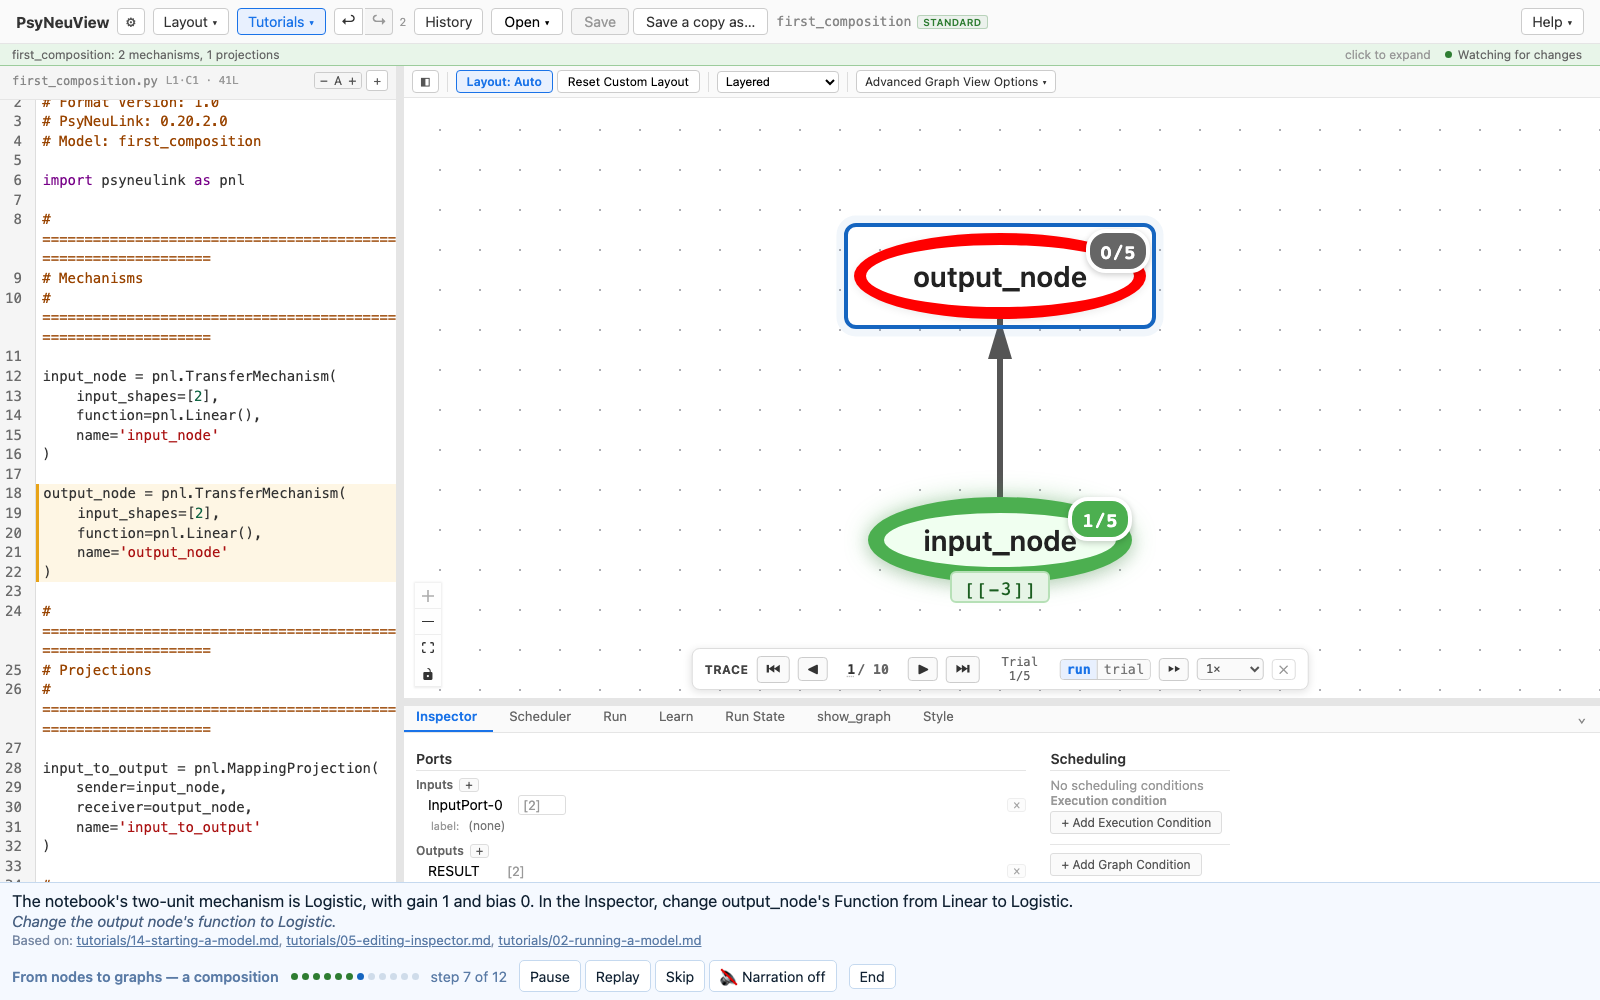 PsyNeuView ⚙ Layout ▾ Tutorials ▾ ↩ ↪ 2 History Open ▾ Save Save a copy as... first_composition STANDARD Help ▾
first_composition: 2 mechanisms, 1 projections click to expand ● Watching for changes
first_composition.py L1·C1 · 41L − A + +
Layout: Auto Reset Custom Layout Layered Advanced Graph View Options ▾
2 # Format Version: 1.0
3 # PsyNeuLink: 0.20.2.0
4 # Model: first_composition
5
6 import psyneulink as pnl
7
8 #
==========================================
====================
9 # Mechanisms
10 #
==========================================
====================
11
12 input_node = pnl.TransferMechanism(
13 input_shapes=[2],
14 function=pnl.Linear(),
15 name='input_node'
16 )
17
18 output_node = pnl.TransferMechanism(
19 input_shapes=[2],
20 function=pnl.Linear(),
21 name='output_node'
22 )
23
24 #
==========================================
====================
25 # Projections
26 #
==========================================
====================
27
28 input_to_output = pnl.MappingProjection(
29 sender=input_node,
30 receiver=output_node,
31 name='input_to_output'
32 )
33
output_node 0/5
input_node 1/5
[[-3]]
TRACE ⏮ ◀ 1 / 10 ▶ ⏭ Trial 1/5 run trial ▸▸ 1× ×
Inspector Scheduler Run Learn Run State show_graph Style
Ports
Inputs +
InputPort-0 [2] x
label: (none)
Outputs +
RESULT [2] x
Scheduling
No scheduling conditions
Execution condition
+ Add Execution Condition
+ Add Graph Condition
The notebook's two-unit mechanism is Logistic, with gain 1 and bias 0. In the Inspector, change output_node's Function from Linear to Logistic.
Change the output node's function to Logistic.
Based on: tutorials/14-starting-a-model.md, tutorials/05-editing-inspector.md, tutorials/02-running-a-model.md
From nodes to graphs — a composition step 7 of 12 Pause Replay Skip Narration off End